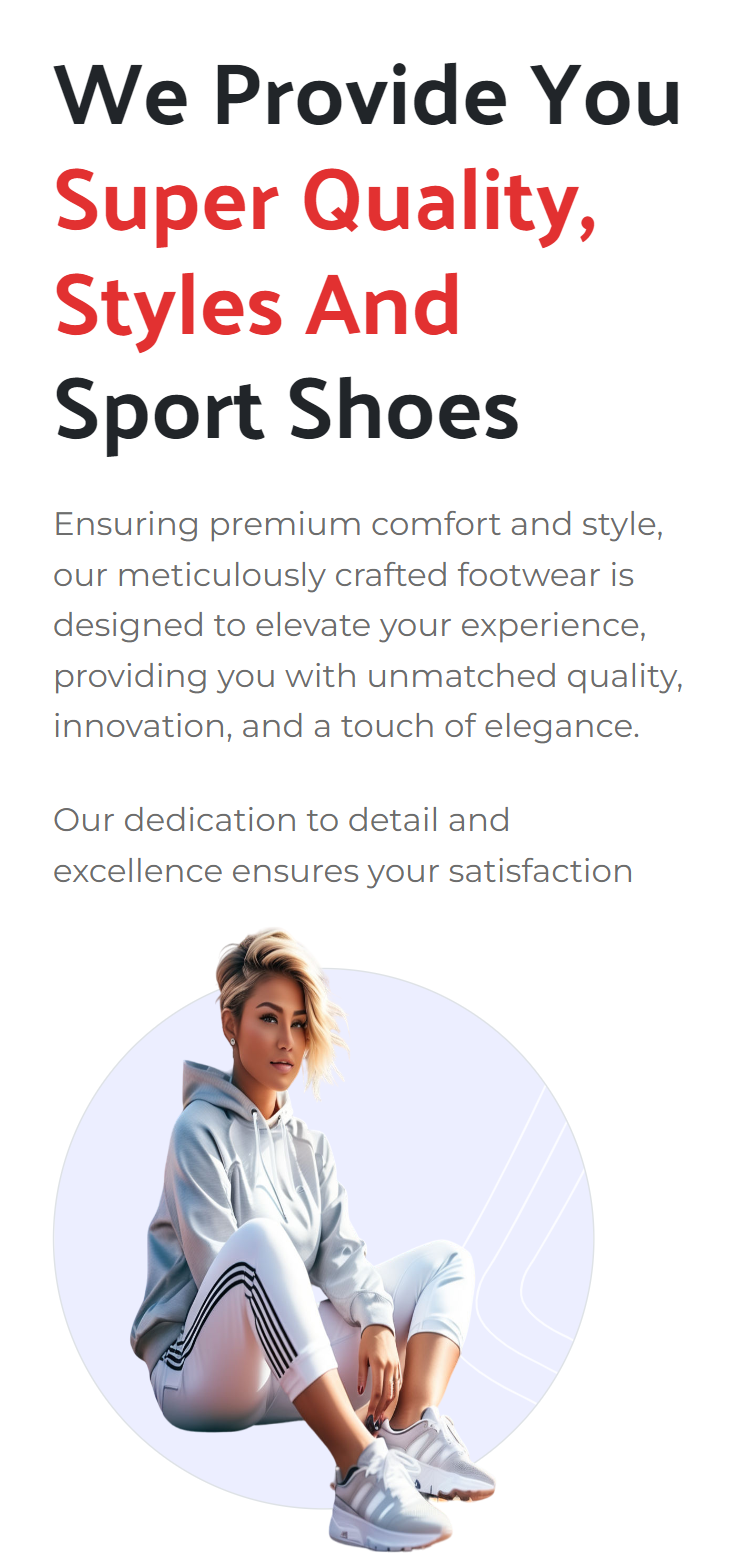 We Provide You
Super Quality,
Styles And
Sport Shoes
Ensuring premium comfort and style,
our meticulously crafted footwear is
designed to elevate your experience,
providing you with unmatched quality,
innovation, and a touch of elegance.
Our dedication to detail and
excellence ensures your satisfaction